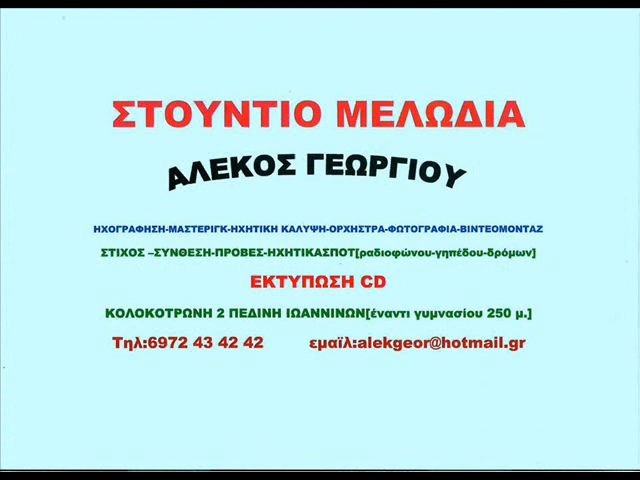 ΣΤΟΥΝΤΙΟ ΜΕΛΩΔΙΑ
ΑΛΕΚΟΣ ΓΕΩΡΓΙΟΥ
ΗΧΟΓΡΑΦΗΣΗ-ΜΑΣΤΕΡΙΓΚ-ΗΧΗΤΙΚΗ ΚΑΛΥΨΗ-ΟΡΧΗΣΤΡΑ-ΦΩΤΟΓΡΑΦΙΑ-ΒΙΝΤΕΟΜΟΝΤΑΖ
ΣΤΙΧΟΣ –ΣΥΝΘΕΣΗ-ΠΡΟΒΕΣ-ΗΧΗΤΙΚΑΣΠΟΤ[ραδιοφώνου-γηπέδου-δρόμων]
ΕΚΤΥΠΩΣΗ CD
ΚΟΛΟΚΟΤΡΩΝΗ 2 ΠΕΔΙΝΗ ΙΩΑΝΝΙΝΩΝ[έναντι γυμνασίου 250 μ.]
Τηλ:6972 43 42 42 εμαϊλ:alekgeor@hotmail.gr